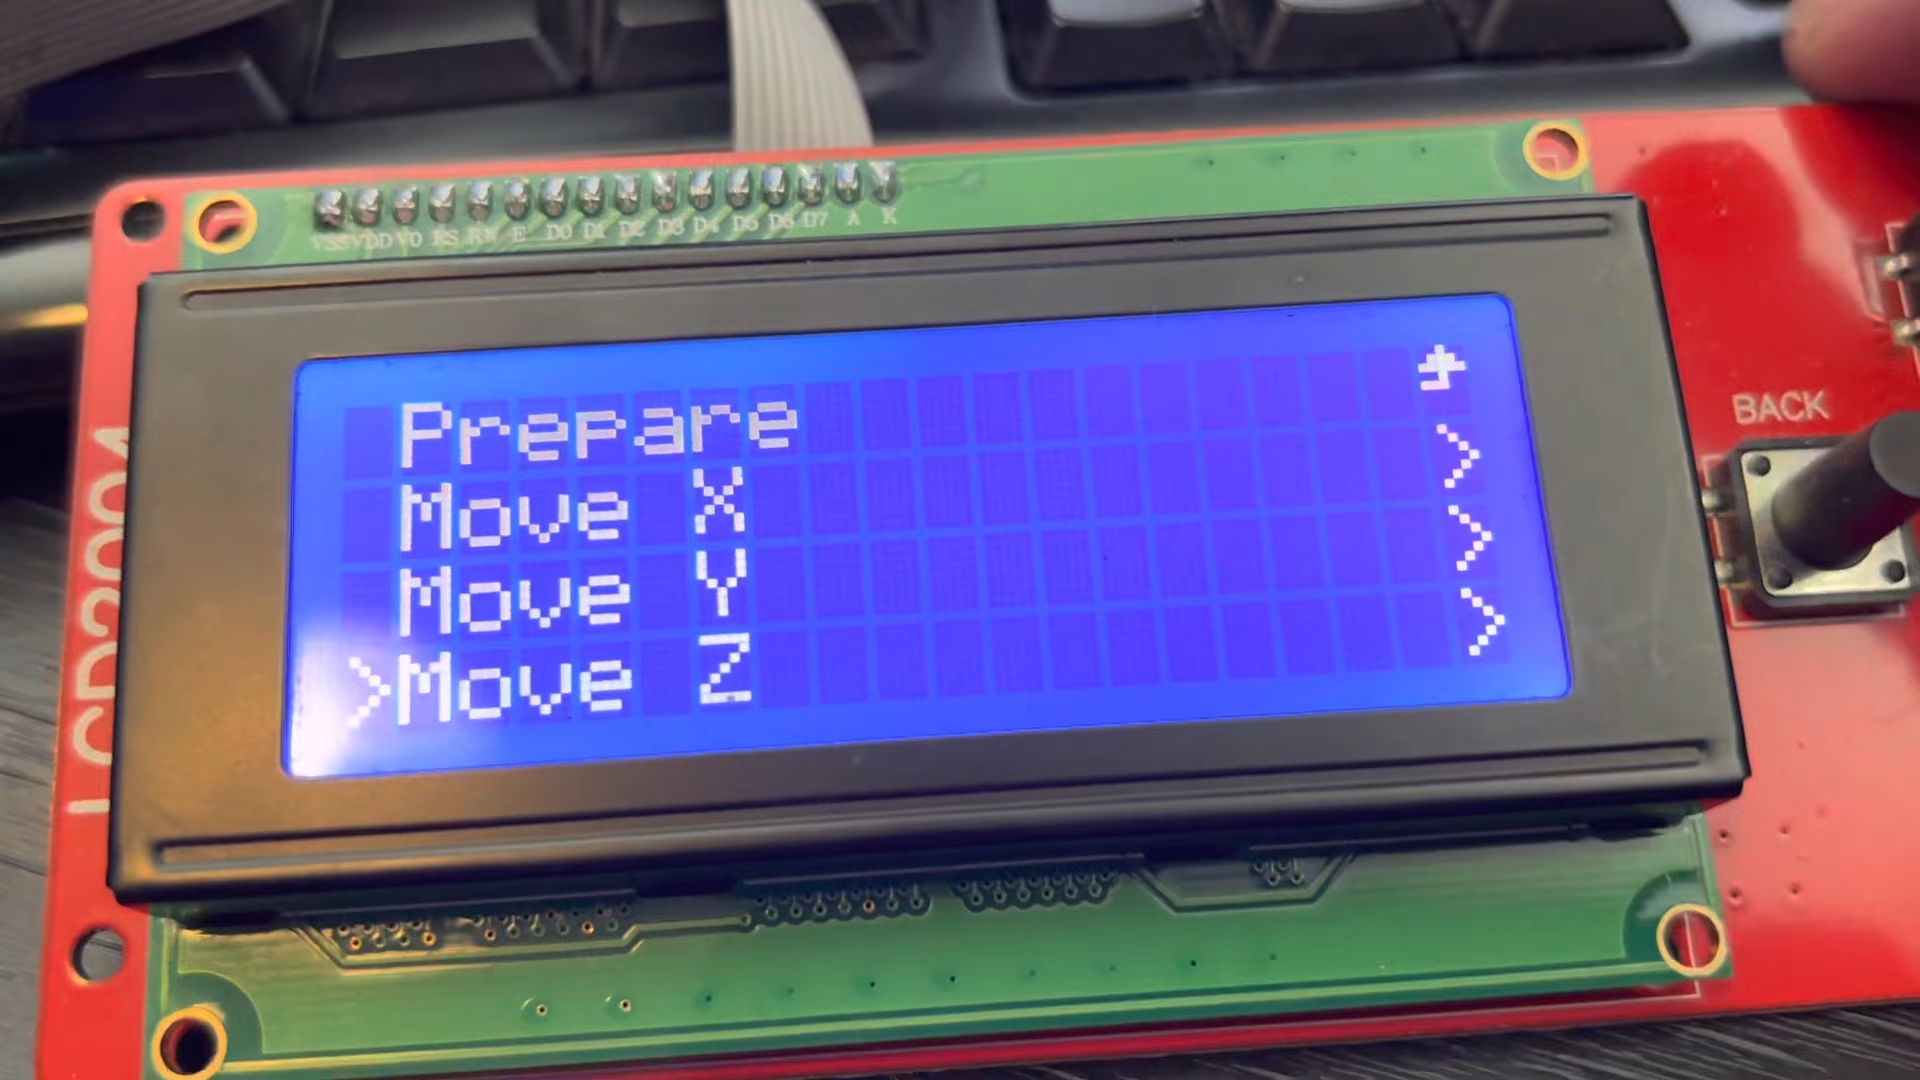 VSS VDD V0 RS RW E D0 D1 D2 D3 D4 D5 D6 D7 A K
Prepare
Move X >
Move Y >
>Move Z >
BACK
LCD2004